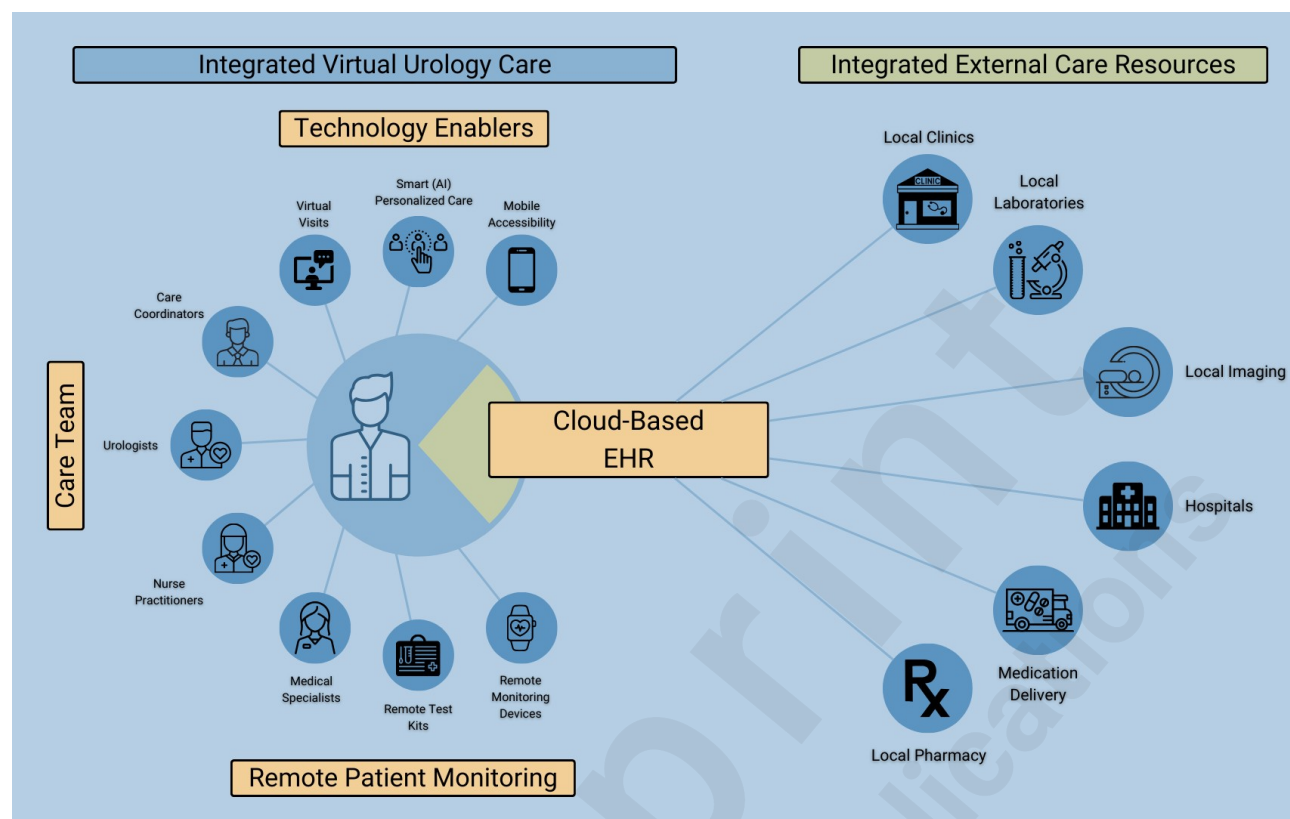 Integrated Virtual Urology Care
Integrated External Care Resources
Technology Enablers
Smart (AI)
Personalized Care
Virtual
Visits
Mobile
Accessibility
Care
Coordinators
Care Team
Urologists
Nurse
Practitioners
Medical
Specialists
Remote Test
Kits
Remote
Monitoring
Devices
Remote Patient Monitoring
Cloud-Based
EHR
Local Clinics
CLINIC
Local
Laboratories
Local Imaging
Hospitals
Medication
Delivery
Rx
Local Pharmacy
print
lications